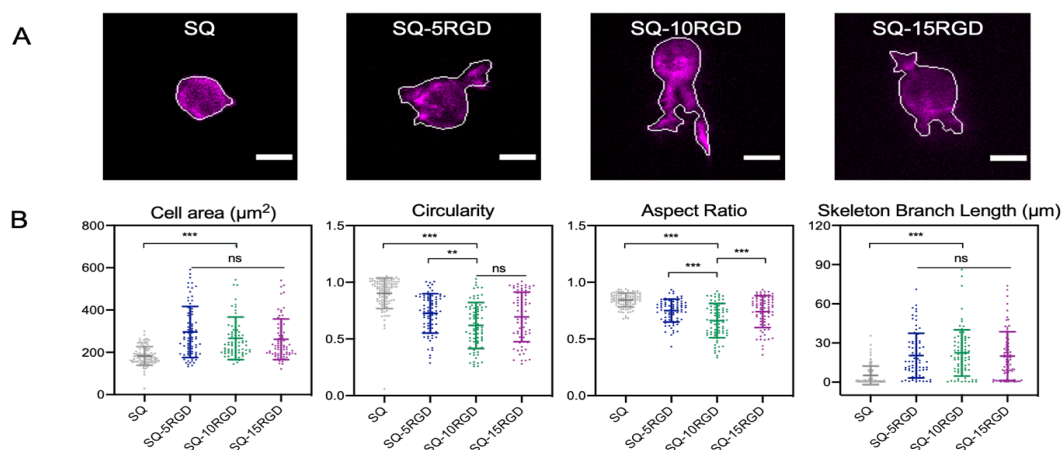 A
SQ
SQ-5RGD
SQ-10RGD
SQ-15RGD
B
Cell area (µm²)
800
600
400
200
0
***
ns
SQ
SQ-5RGD
SQ-10RGD
SQ-15RGD
Circularity
1.5
1.0
0.5
0.0
***
**
ns
SQ
SQ-5RGD
SQ-10RGD
SQ-15RGD
Aspect Ratio
1.5
1.0
0.5
0.0
***
***
***
SQ
SQ-5RGD
SQ-10RGD
SQ-15RGD
Skeleton Branch Length (µm)
120
90
60
30
0
***
ns
SQ
SQ-5RGD
SQ-10RGD
SQ-15RGD